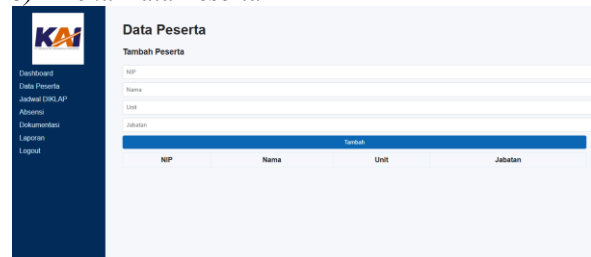 KAI
Data Peserta
Tambah Peserta
Dashboard
Data Peserta
Jadwal DIKLAP
Absensi
Dokumentasi
Laporan
Logout
NIP
Nama
Unit
Jabatan
Tambah
NIP Nama Unit Jabatan